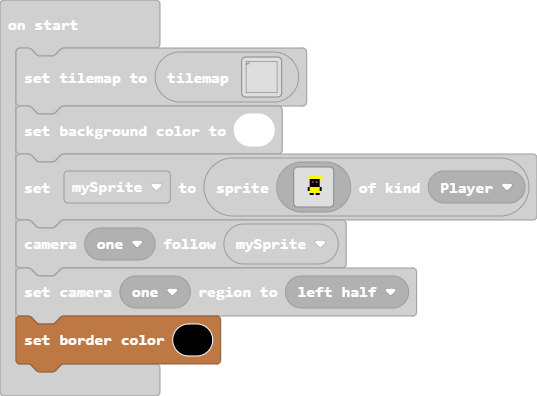 on start
set tilemap to tilemap
set background color to
set mySprite to sprite of kind Player
camera one follow mySprite
set camera one region to left half
set border color